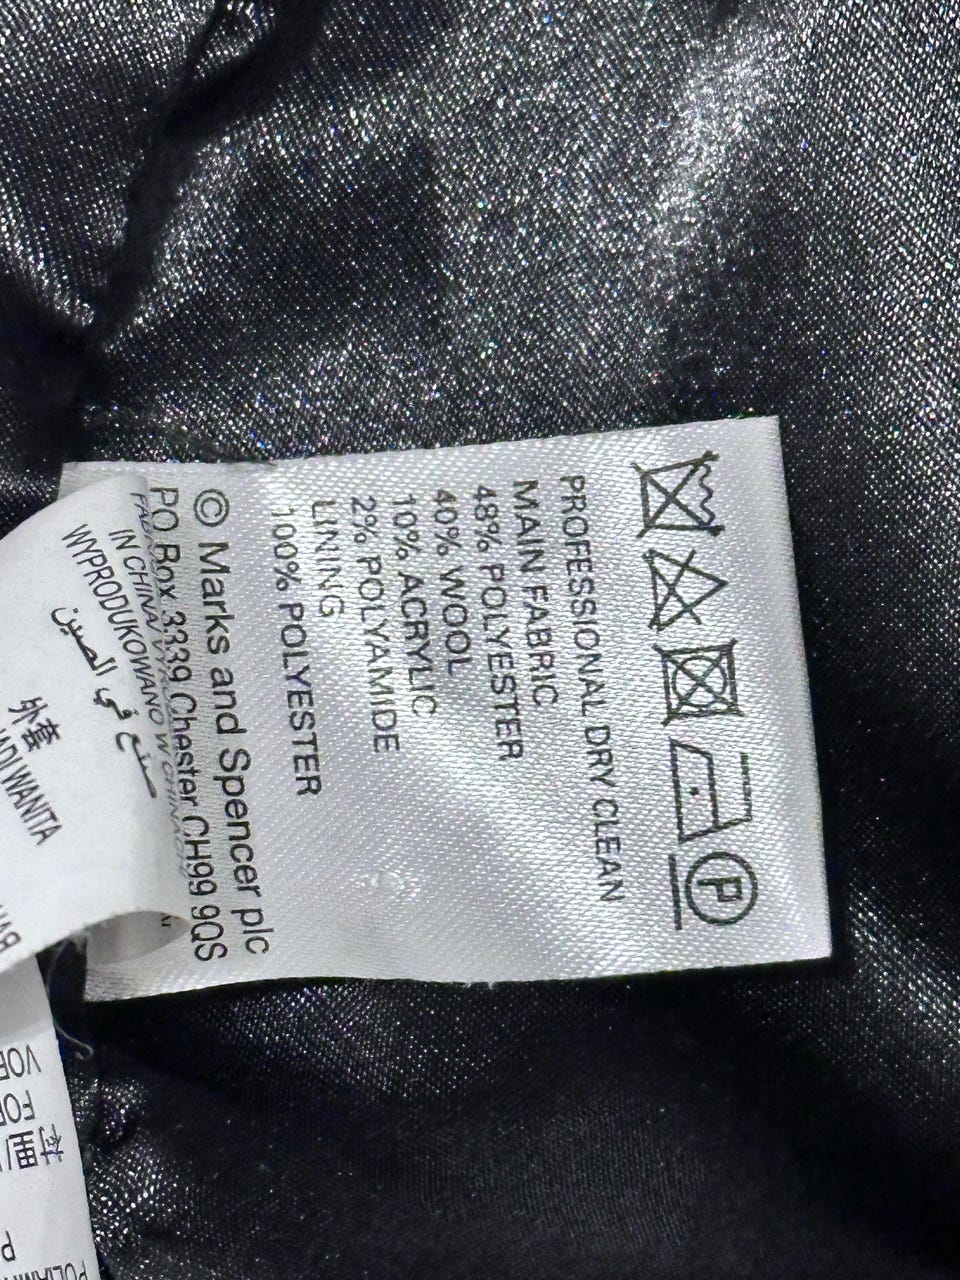 P
PROFESSIONAL DRY CLEAN
MAIN FABRIC
48% POLYESTER
40% WOOL
10% ACRYLIC
2% POLYAMIDE
LINING
100% POLYESTER
© Marks and Spencer plc
PO Box 3339 Chester CH99 9QS
IN CHINA
WYPRODUKOWANO W CHINACH
صنع في الصين
外套
WANITA